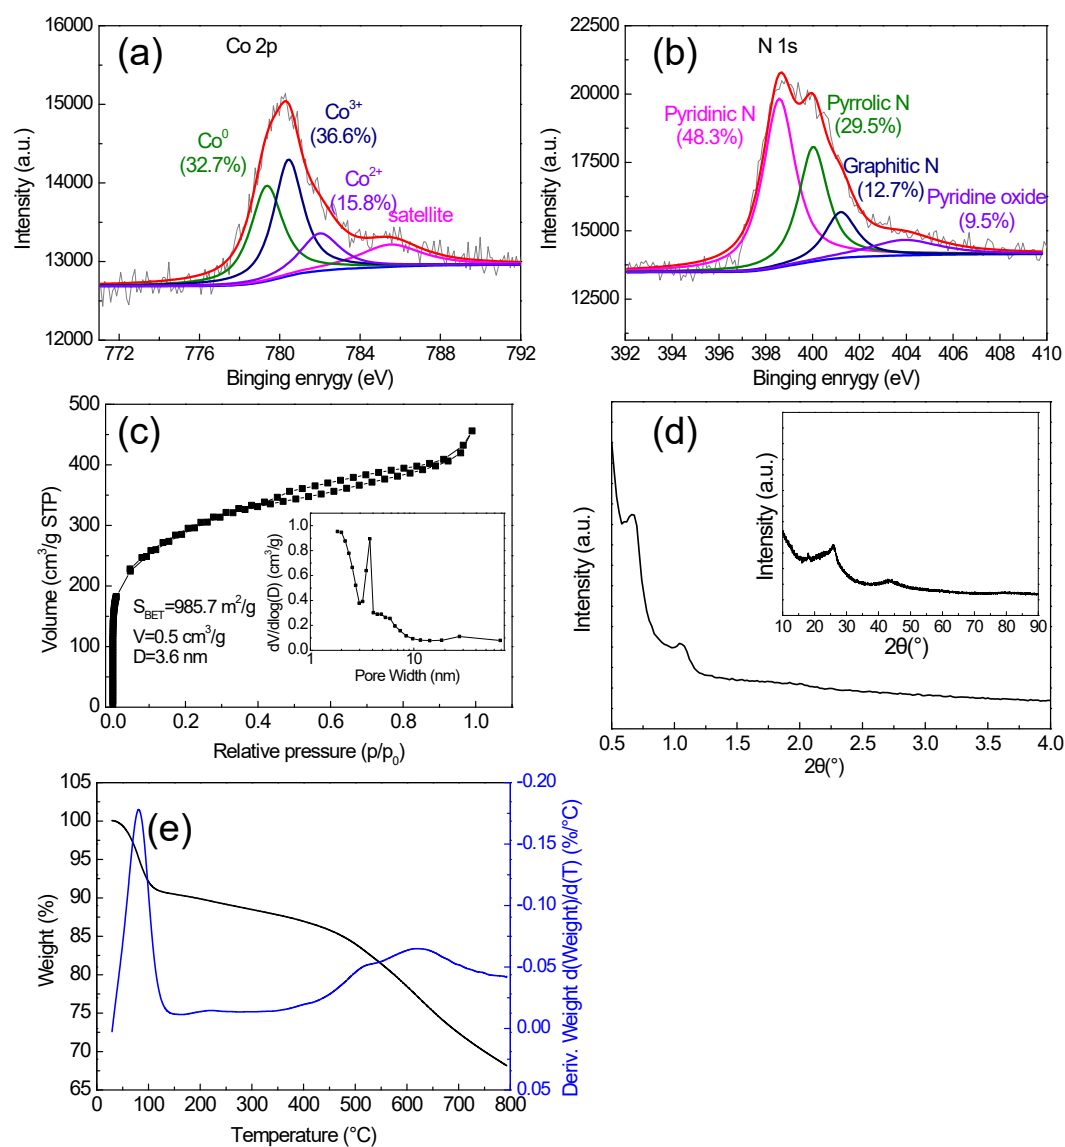 (a)
Co 2p
Co³⁺
(36.6%)
Co⁰
(32.7%)
Co²⁺
(15.8%)
satellite
Intensity (a.u.)
16000
15000
14000
13000
12000
772 776 780 784 788 792
Binging enrygy (eV)
(b)
N 1s
Pyridinic N
(48.3%)
Pyrrolic N
(29.5%)
Graphitic N
(12.7%)
Pyridine oxide
(9.5%)
Intensity (a.u.)
22500
20000
17500
15000
12500
392 394 396 398 400 402 404 406 408 410
Binging enrygy (eV)
(c)
Volume (cm³/g STP)
500
400
300
200
100
0
0.0 0.2 0.4 0.6 0.8 1.0
Relative pressure (p/p₀)
S_BET=985.7 m²/g
V=0.5 cm³/g
D=3.6 nm
dV/dlog(D) (cm³/g)
1.0
0.8
0.6
0.4
0.2
0.0
1 10
Pore Width (nm)
(d)
Intensity (a.u.)
0.5 1.0 1.5 2.0 2.5 3.0 3.5 4.0
2θ(°)
Intensity (a.u.)
10 20 30 40 50 60 70 80 90
2θ(°)
(e)
Weight (%)
105
100
95
90
85
80
75
70
65
0 100 200 300 400 500 600 700 800
Temperature (°C)
-0.20
-0.15
-0.10
-0.05
0.00
0.05
Deriv. Weight d(Weight)/d(T) (%/°C)